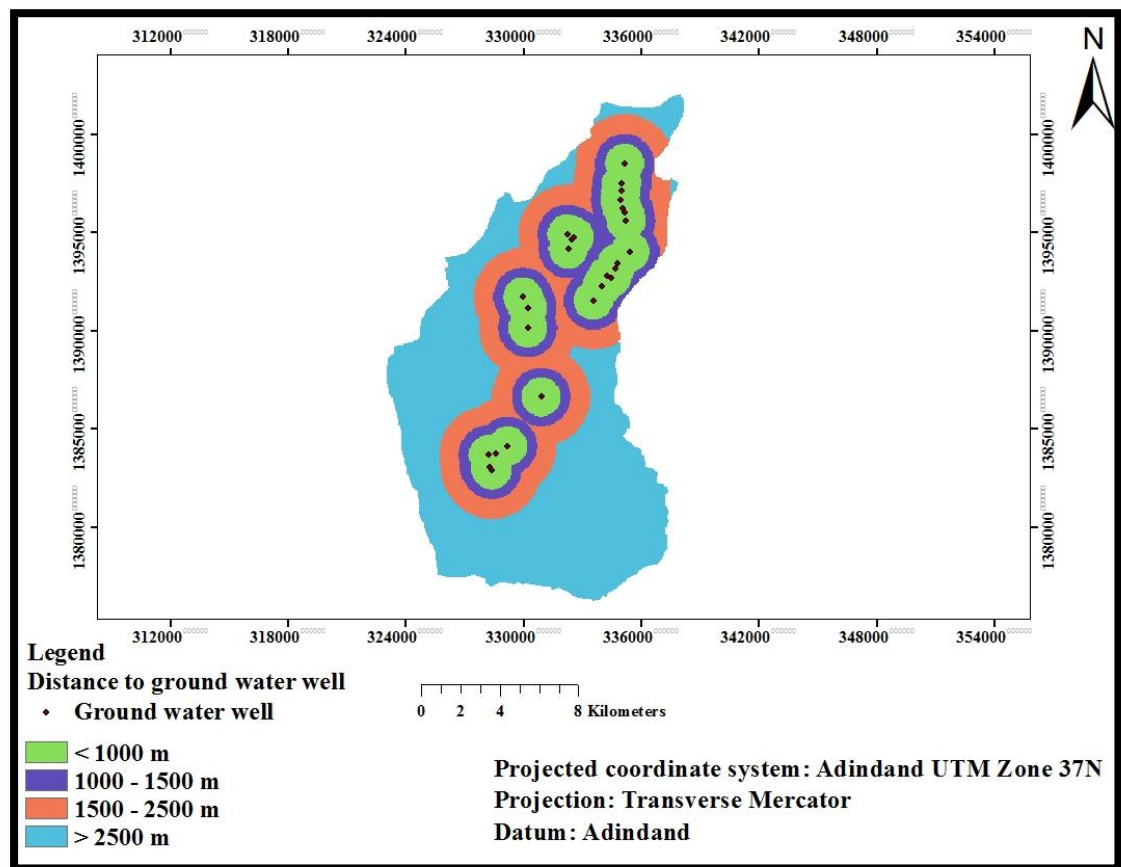 312000 318000 324000 330000 336000 342000 348000 354000
N
1400000 1400000
1395000 1395000
1390000 1390000
1385000 1385000
1380000 1380000
312000 318000 324000 330000 336000 342000 348000 354000
Legend
Distance to ground water well
Ground water well
0 2 4 8 Kilometers
< 1000 m
1000 - 1500 m
1500 - 2500 m
> 2500 m
Projected coordinate system: Adindand UTM Zone 37N
Projection: Transverse Mercator
Datum: Adindand